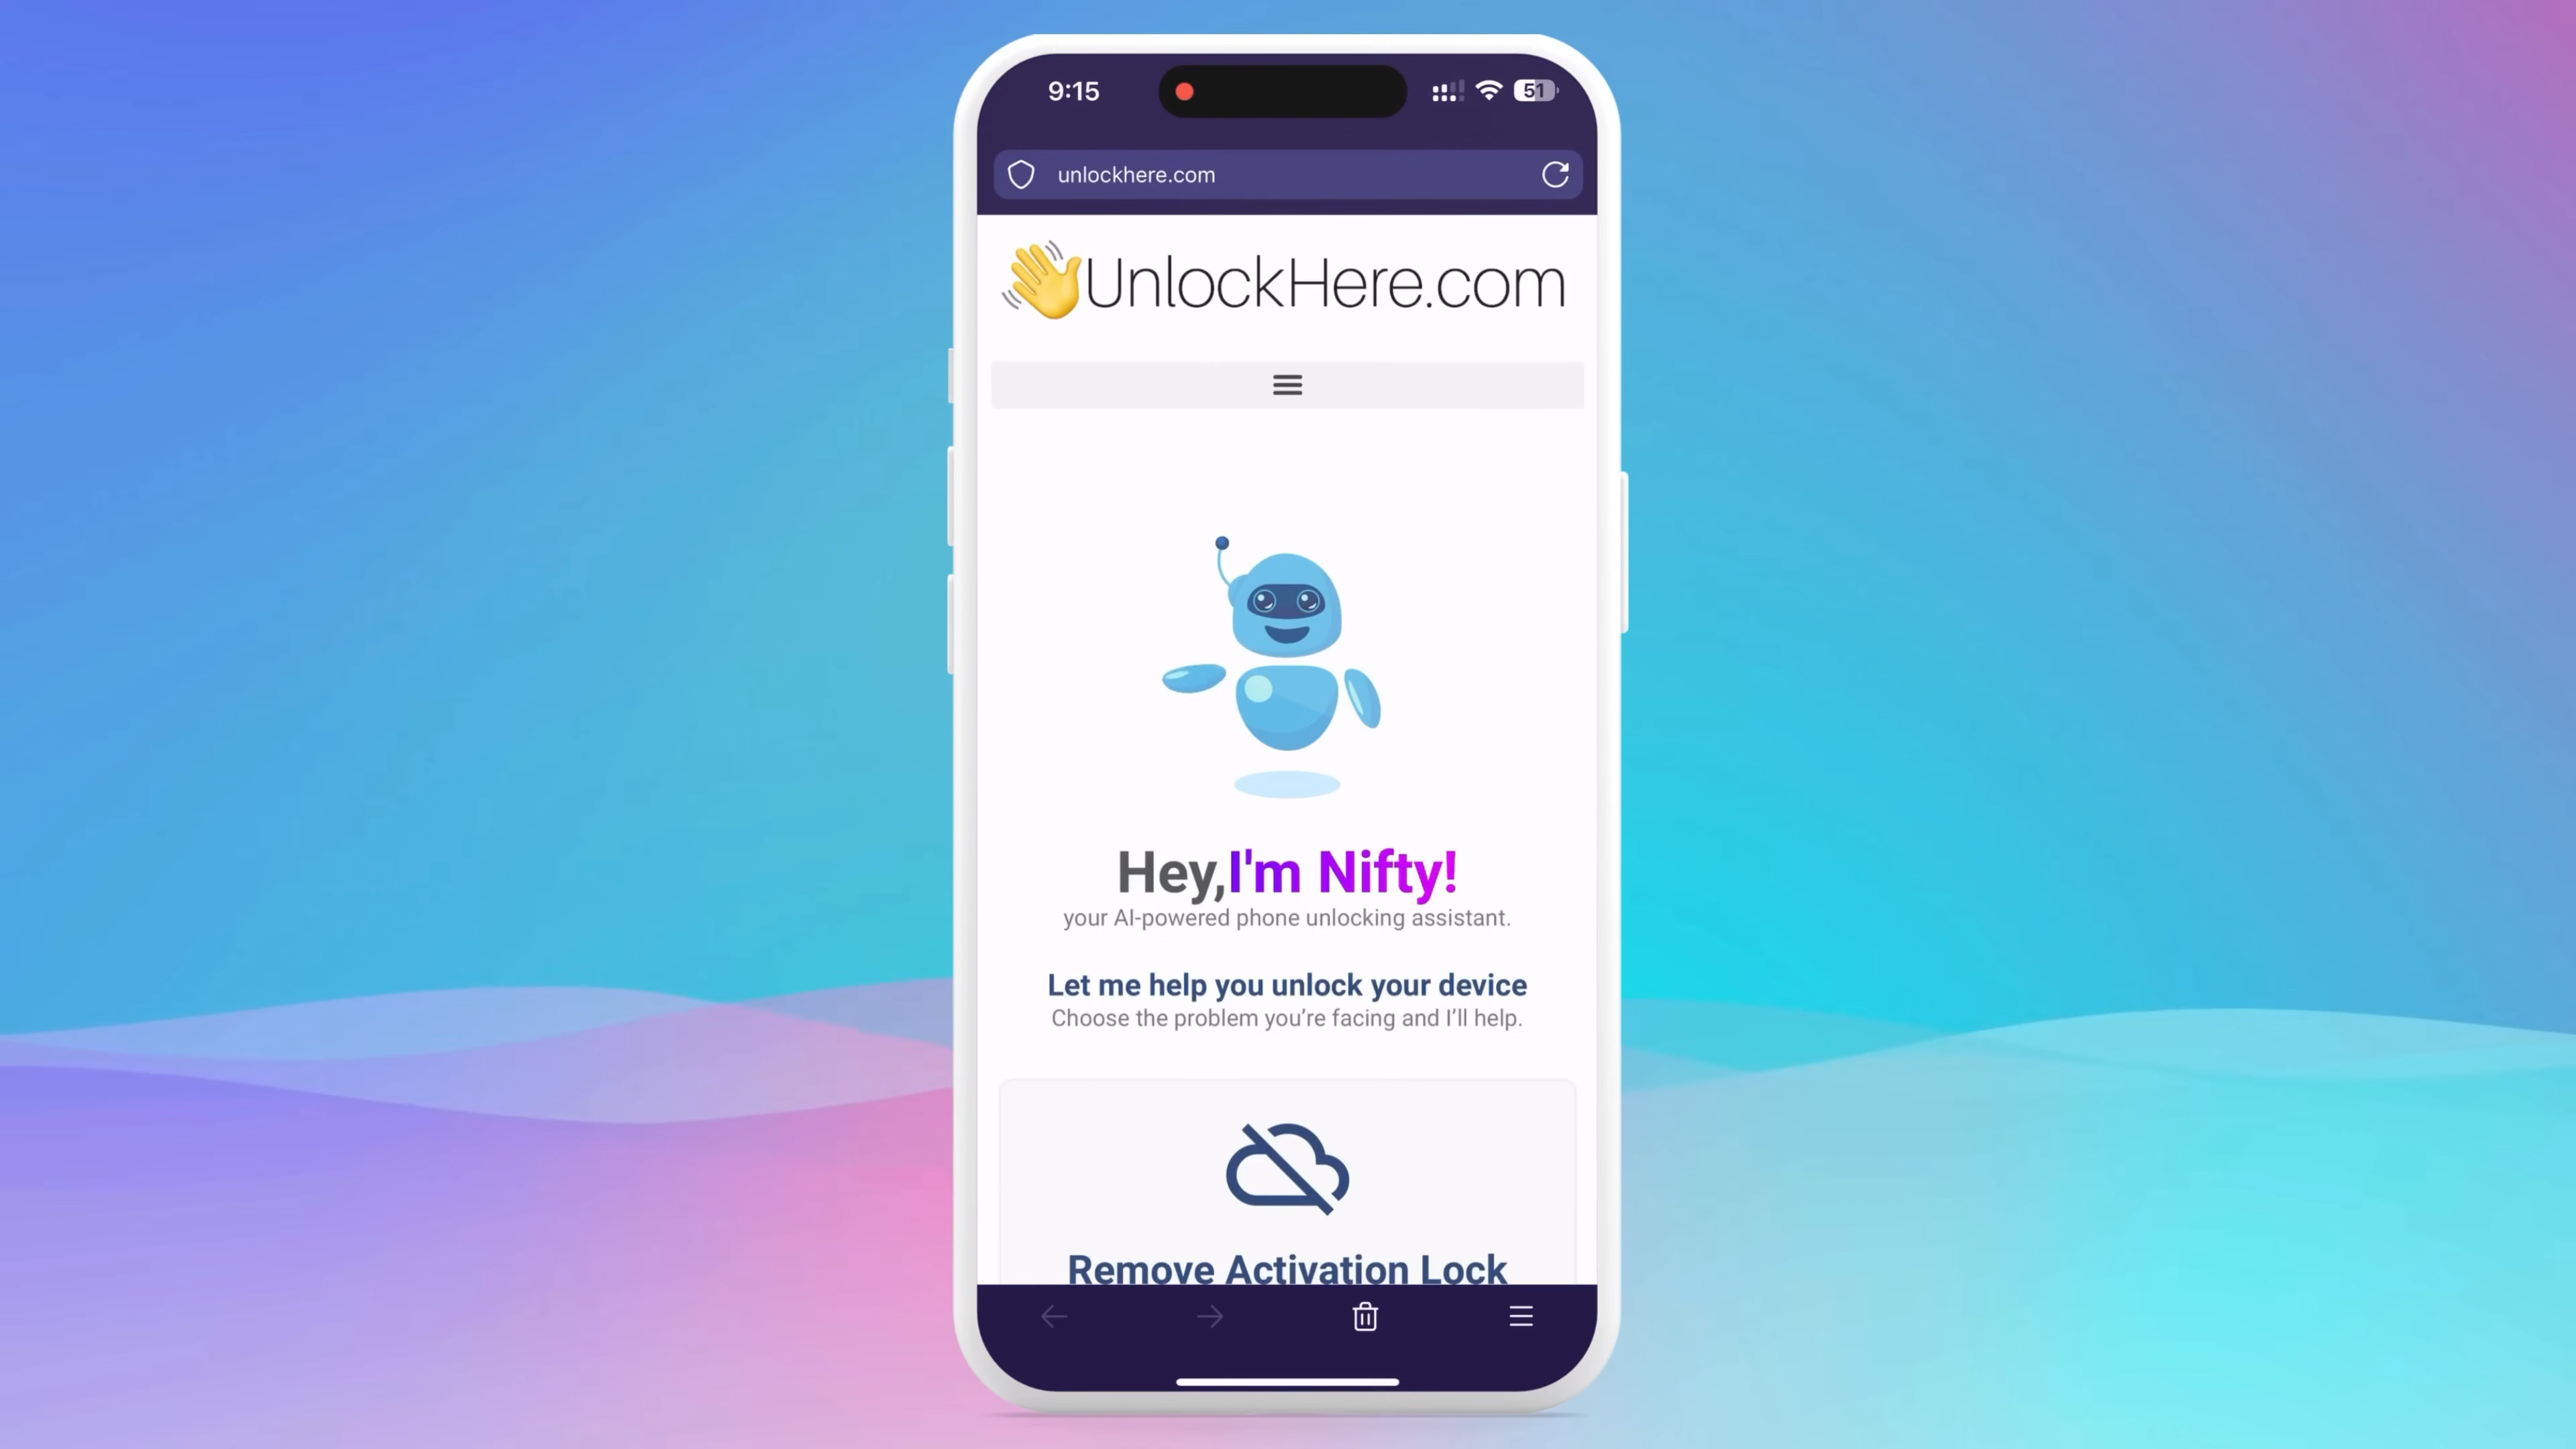 9:15
51
unlockhere.com
UnlockHere.com
Hey,I'm Nifty!
your AI-powered phone unlocking assistant.
Let me help you unlock your device
Choose the problem you’re facing and I’ll help.
Remove Activation Lock